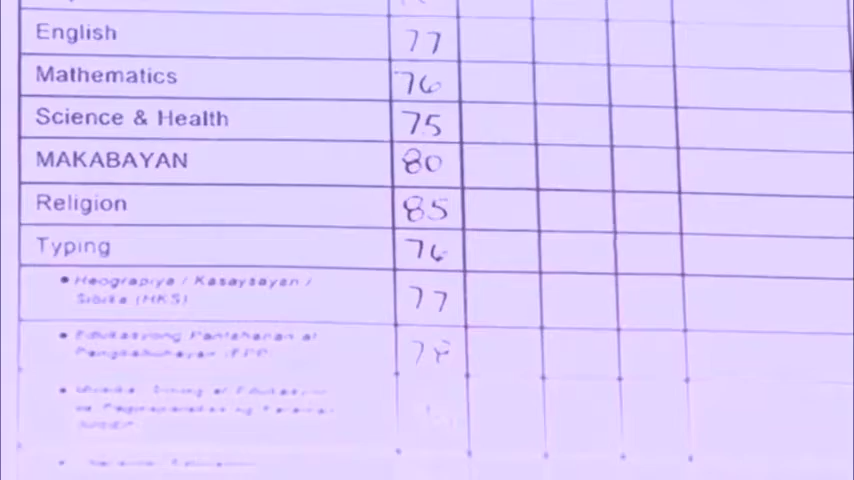 English 77
Mathematics 76
Science & Health 75
MAKABAYAN 80
Religion 85
Typing 76
• Heograpiya / Kasaysayan /
Sibika (HKS) 77
• Edukasyong Pantahanan at
Pangkabuhayan (EPP) 78